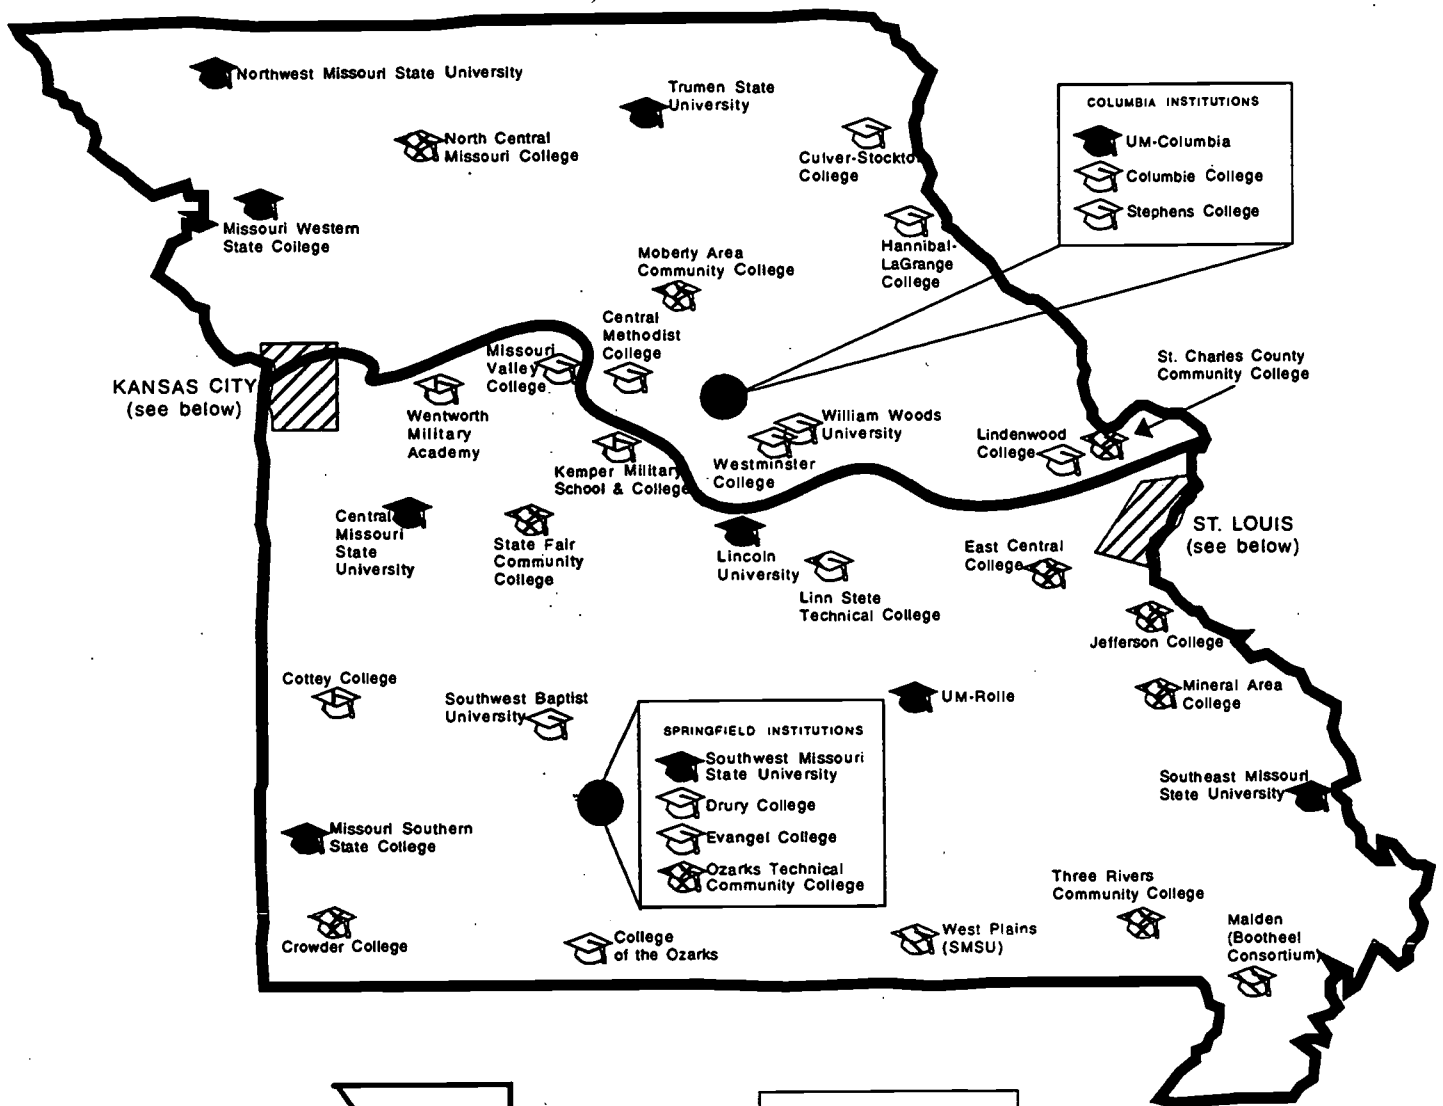 Northwest Missouri State University
Trumen State
University
North Central
Missouri College
Culver-Stockto
College
COLUMBIA INSTITUTIONS
UM-Columbia
Columbie College
Stephens College
Missouri Western
State College
Hannibal-
LaGrange
College
Moberty Area
Community College
Central
Methodist
College
Missouri
Valley
College
KANSAS CITY
(see below)
Wentworth
Military
Academy
St. Charles County
Community College
William Woods
University
Lindenwood
College
Westminster
College
Kemper Military
School & College
Central
Missouri
State
University
State Fair
Community
College
Lincoln
University
Linn Stete
Technical College
East Central
College
ST. LOUIS
(see below)
Jefferson College
Cottey College
Southwest Baptist
University
UM-Rolle
Mineral Area
College
SPRINGFIELD INSTITUTIONS
Southwest Missouri
State University
Drury College
Evangel College
Ozarks Technical
Community College
Southeast Missouri
Stete University
Missouri Southern
State College
Three Rivers
Community College
Crowder College
College
of the Ozarks
West Plains
(SMSU)
Malden
(Bootheel
Consortium)